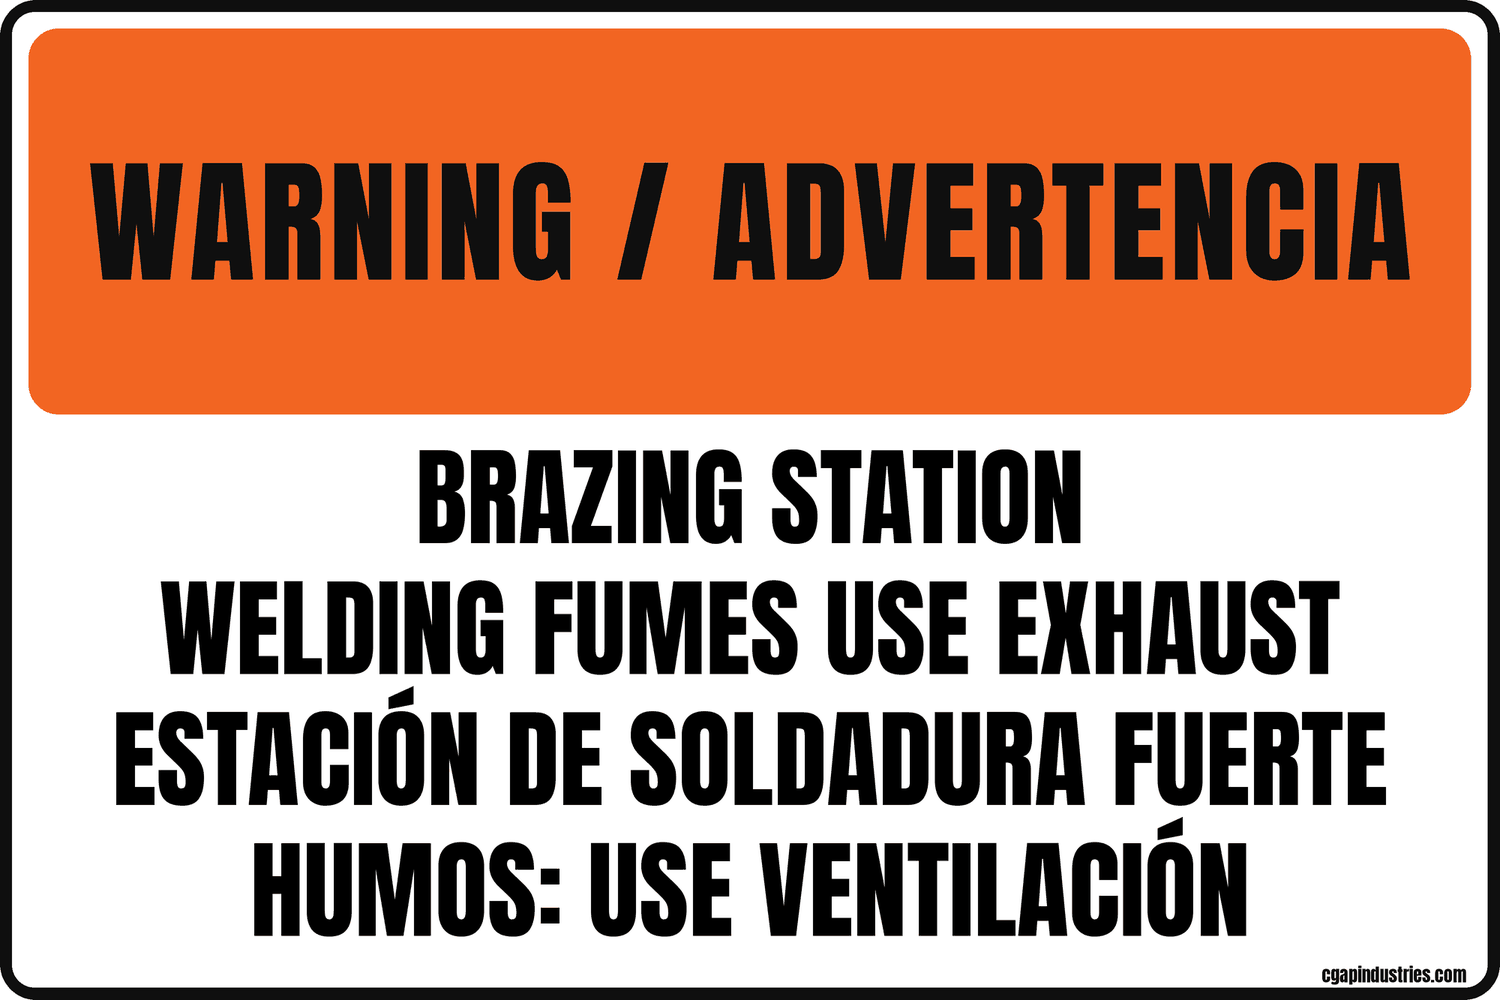 WARNING / ADVERTENCIA
BRAZING STATION
WELDING FUMES USE EXHAUST
ESTACIÓN DE SOLDADURA FUERTE
HUMOS: USE VENTILACIÓN
cgapindustries.com